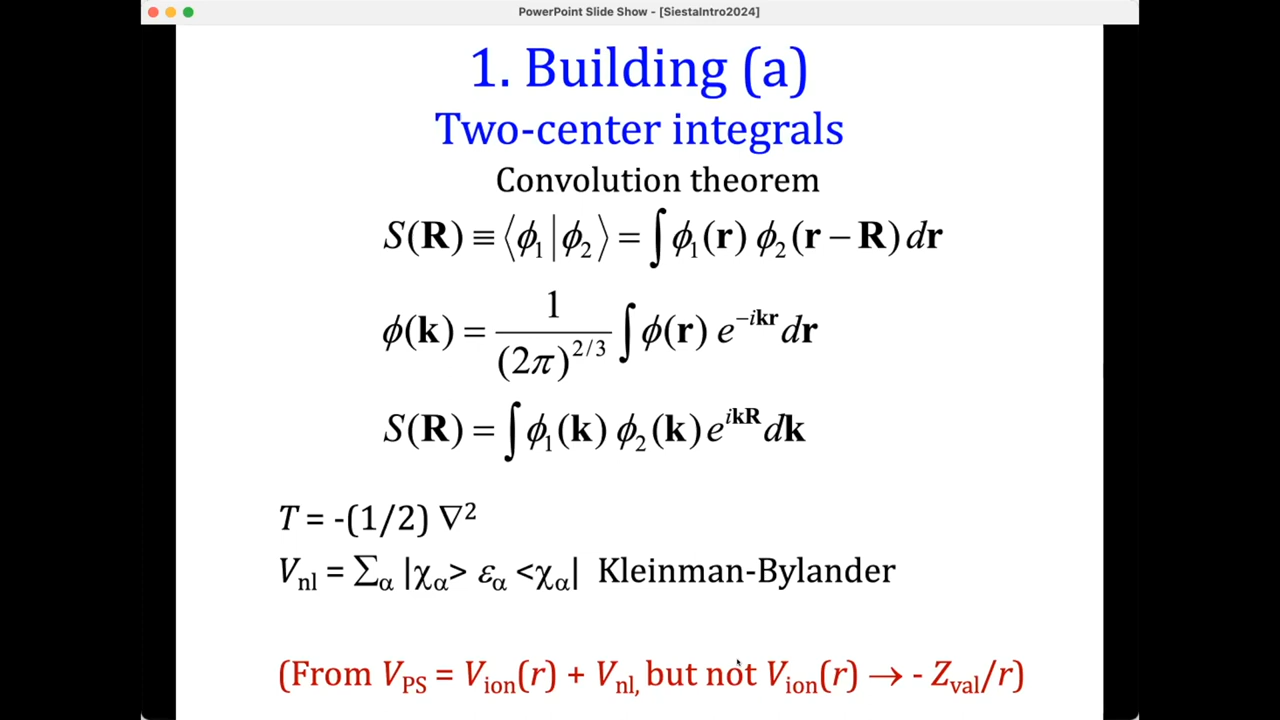 PowerPoint Slide Show - [SiestaIntro2024]
1. Building (a)
Two-center integrals
Convolution theorem
S(R) ≡ ⟨ϕ₁|ϕ₂⟩ = ∫ ϕ₁(r) ϕ₂(r − R) dr
ϕ(k) = 1/(2π)^{2/3} ∫ ϕ(r) e^{−ikr} dr
S(R) = ∫ ϕ₁(k) ϕ₂(k) e^{ikR} dk
T = -(1/2) ∇²
V_nl = Σ_α |χ_α> ε_α <χ_α| Kleinman-Bylander
(From V_PS = V_ion(r) + V_nl, but not V_ion(r) → - Z_val/r)